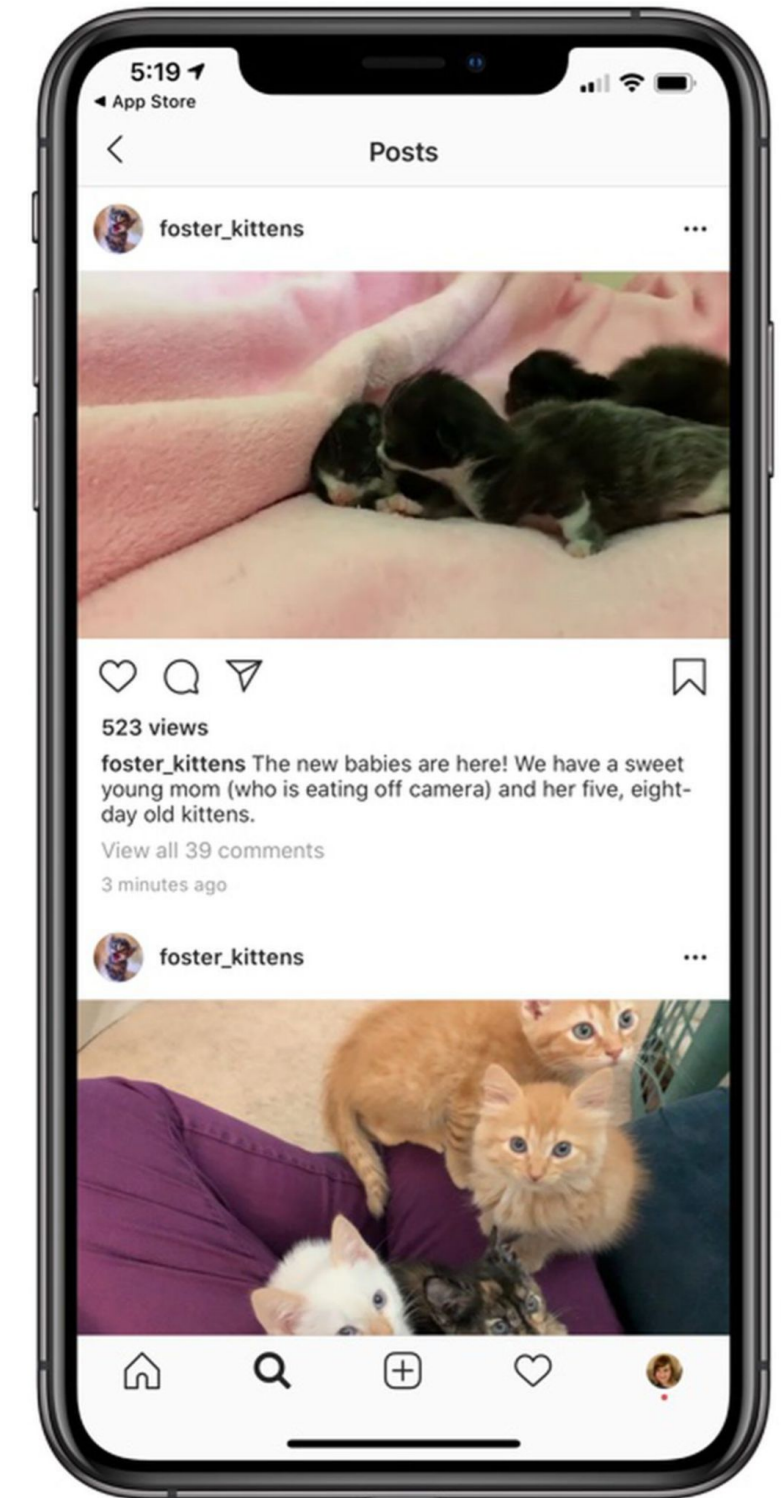 5:19
◀ App Store
Posts
foster_kittens
523 views
foster_kittens The new babies are here! We have a sweet
young mom (who is eating off camera) and her five, eight-
day old kittens.
View all 39 comments
3 minutes ago
foster_kittens